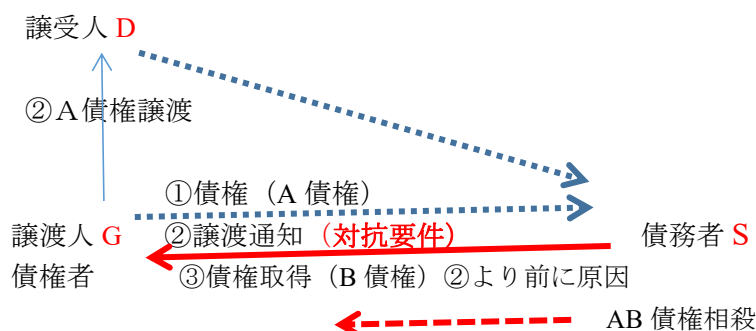 譲受人 D
②Ａ債権譲渡
①債権（A 債権）
譲渡人 G ②譲渡通知（対抗要件） 債務者 S
債権者 ③債権取得（B 債権）②より前に原因
AB 債権相殺